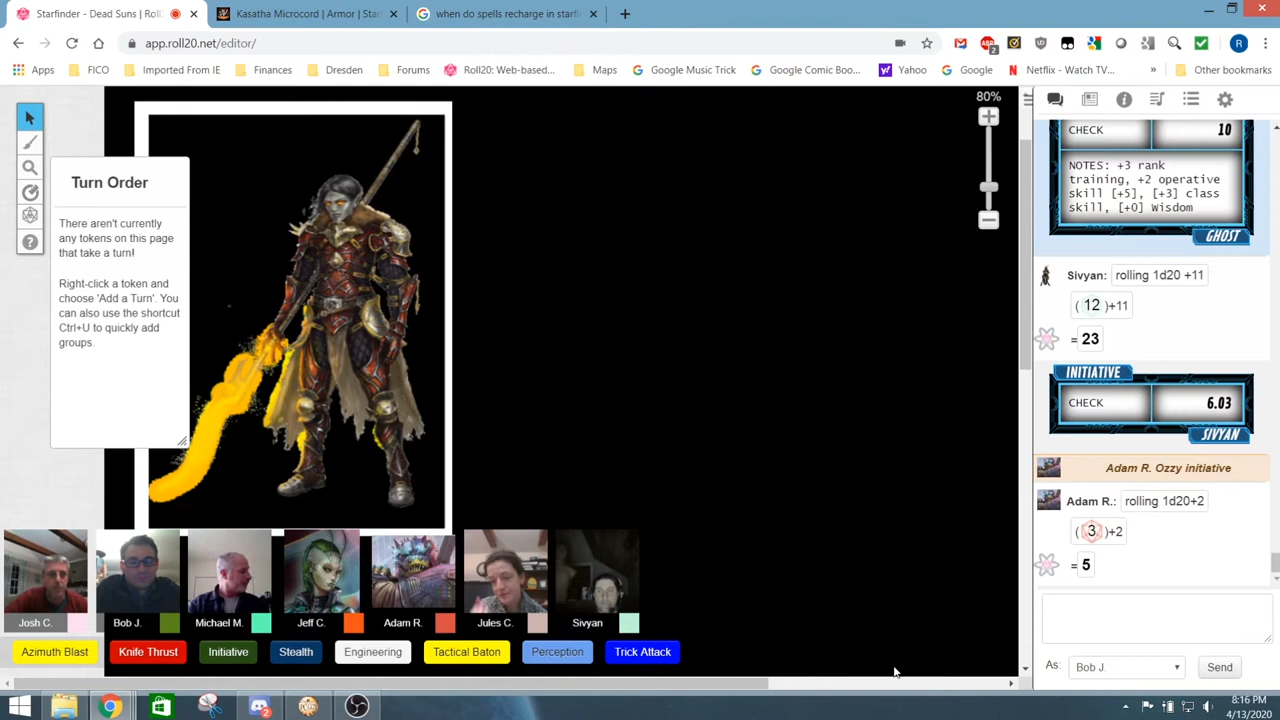 Starfinder - Dead Suns | Roll
Kasatha Microcord | Armor | Star
when do spells recharge in starfi
app.roll20.net/editor/
2
R
Apps
FICO
Imported From IE
Finances
Dresden
Forums
Roll20: Web-based...
Maps
Google Music Trick
Google Comic Boo...
Yahoo
Google
Netflix - Watch TV...
»
Other bookmarks
80%
Turn Order
There aren't currently
any tokens on this page
that take a turn!
Right-click a token and
choose 'Add a Turn'. You
can also use the shortcut
Ctrl+U to quickly add
groups.
CHECK 10
NOTES: +3 rank
training, +2 operative
skill [+5], [+3] class
skill, [+0] Wisdom
GHOST
Sivyan: rolling 1d20 +11
(12)+11
= 23
INITIATIVE
CHECK 6.03
SIVYAN
Adam R. Ozzy initiative
Adam R.: rolling 1d20+2
(3)+2
= 5
As: Bob J. Send
Josh C.
Bob J.
Michael M.
Jeff C.
Adam R.
Jules C.
Sivyan
Azimuth Blast
Knife Thrust
Initiative
Stealth
Engineering
Tactical Baton
Perception
Trick Attack
2
8:16 PM
4/13/2020